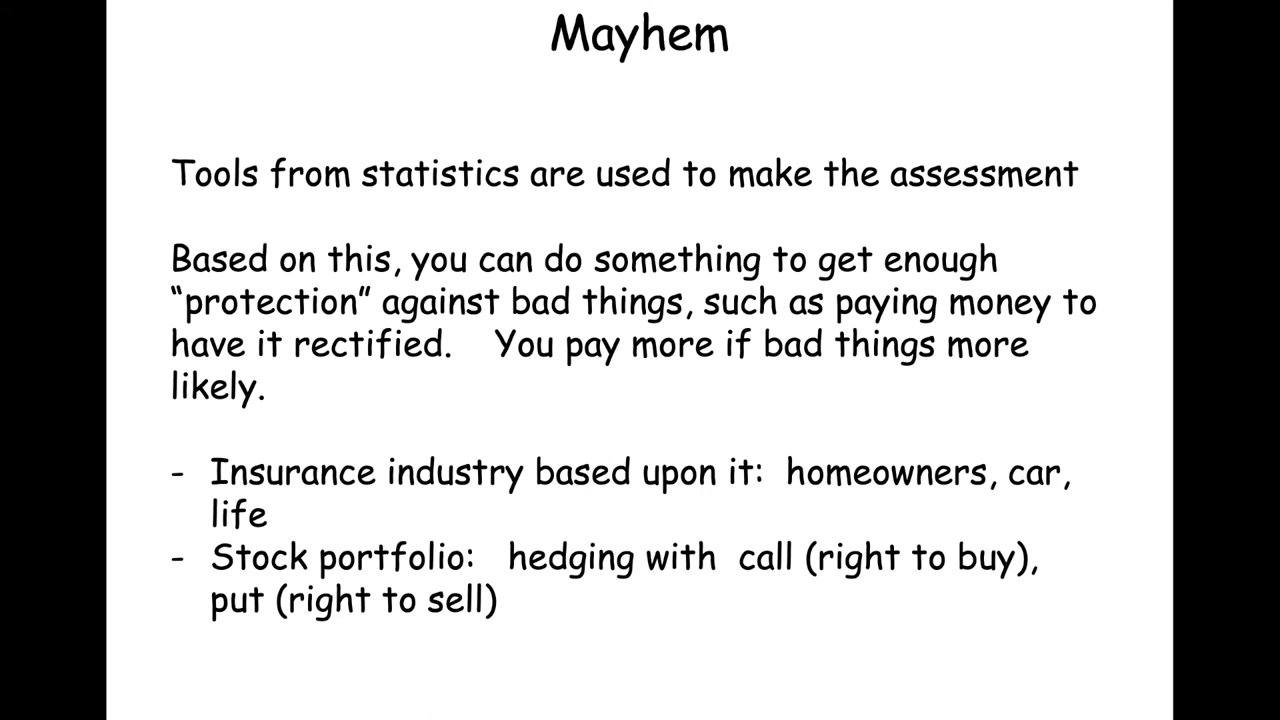 Mayhem
Tools from statistics are used to make the assessment
Based on this, you can do something to get enough
“protection” against bad things, such as paying money to
have it rectified. You pay more if bad things more
likely.
- Insurance industry based upon it: homeowners, car,
life
- Stock portfolio: hedging with call (right to buy),
put (right to sell)